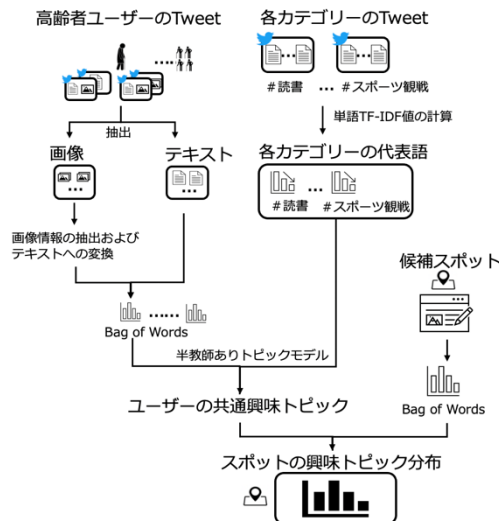 高齢者ユーザーのTweet
各カテゴリーのTweet
#読書 … #スポーツ観戦
抽出
単語TF-IDF値の計算
画像
テキスト
各カテゴリーの代表語
#読書 #スポーツ観戦
画像情報の抽出および
テキストへの変換
候補スポット
Bag of Words
半教師ありトピックモデル
ユーザーの共通興味トピック
Bag of Words
スポットの興味トピック分布